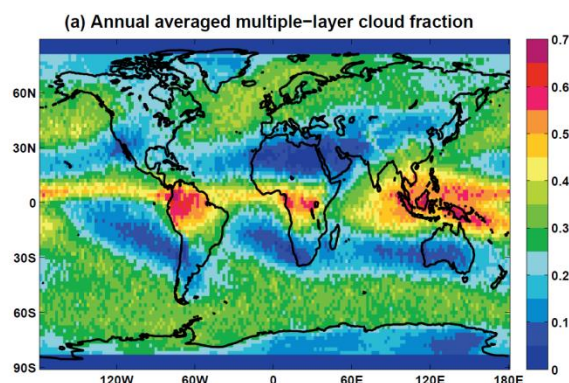 (a) Annual averaged multiple−layer cloud fraction
0.7
0.6
0.5
0.4
0.3
0.2
0.1
0
60N
30N
0
30S
60S
90S
120W 60W 0 60E 120E 180E